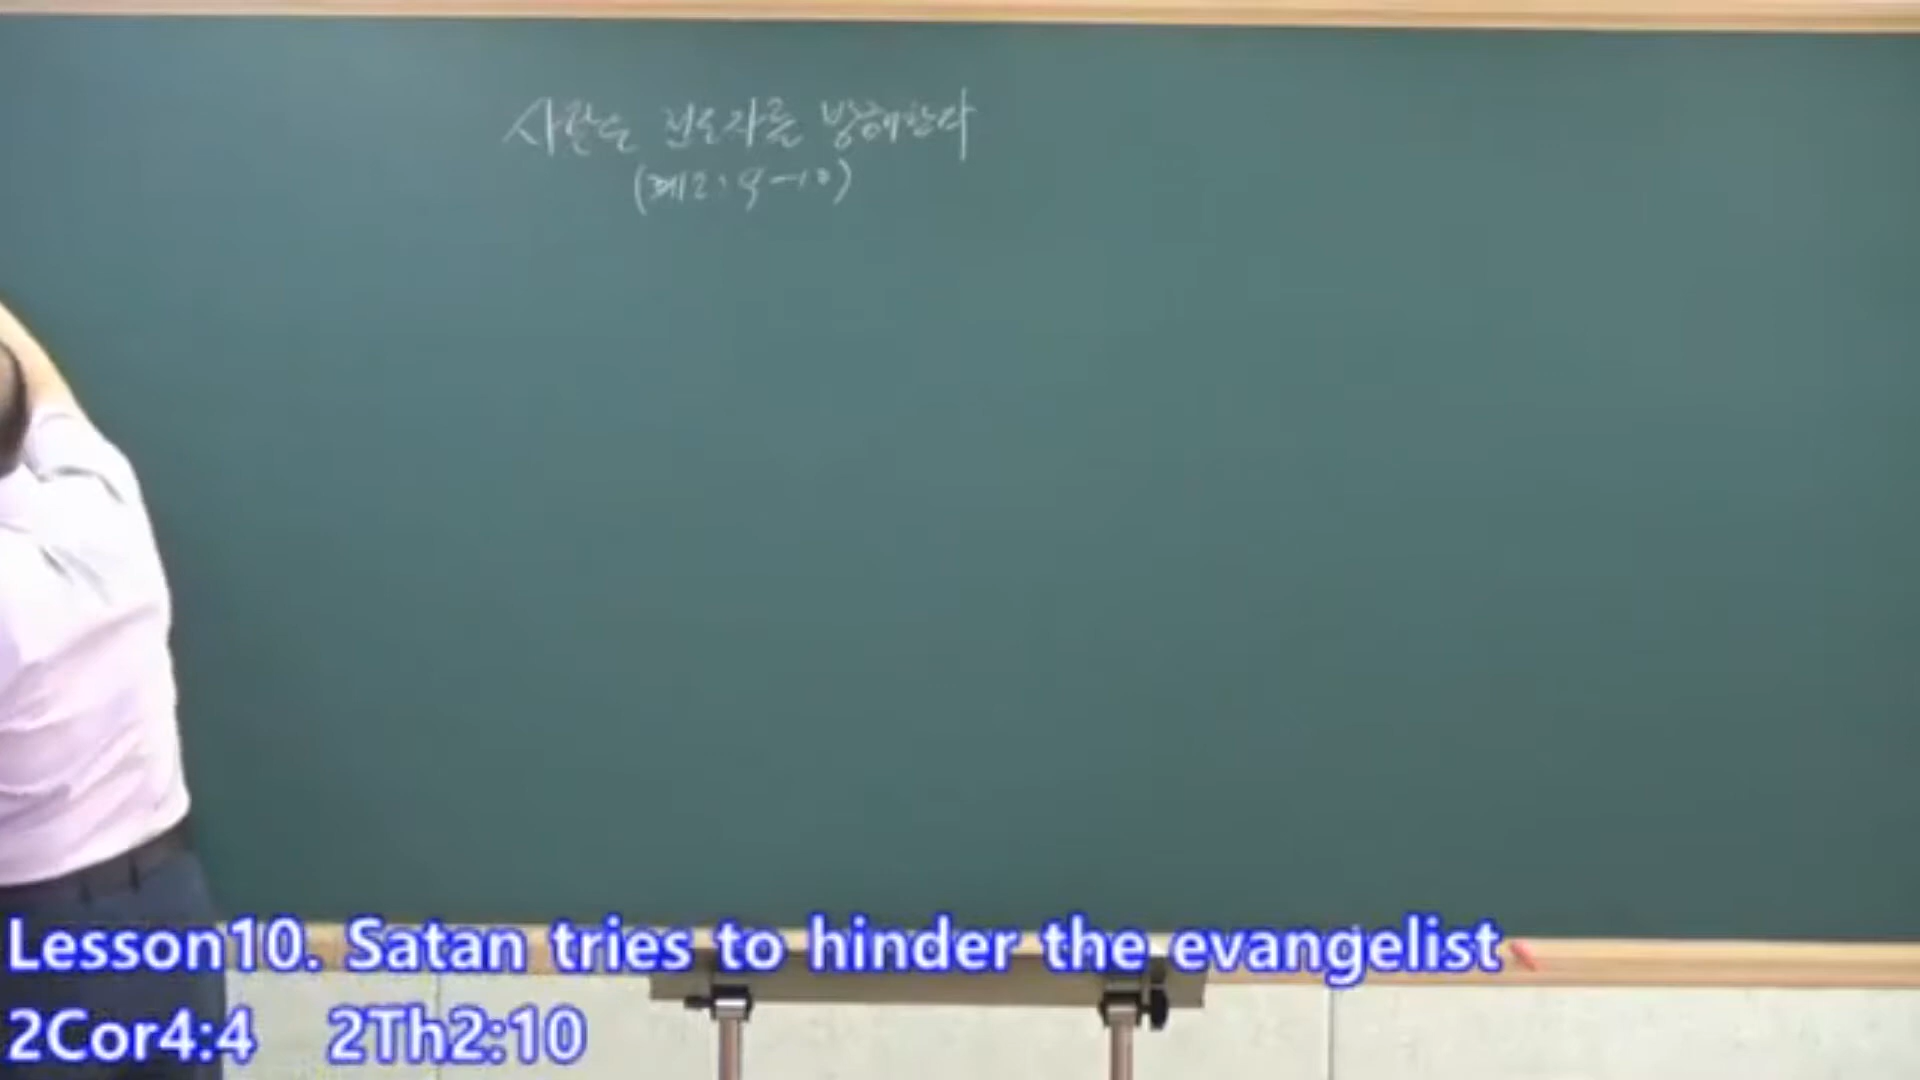 사탄은 전도자를 방해한다
(계2:9-10)
Lesson10. Satan tries to hinder the evangelist
2Cor4:4 2Th2:10